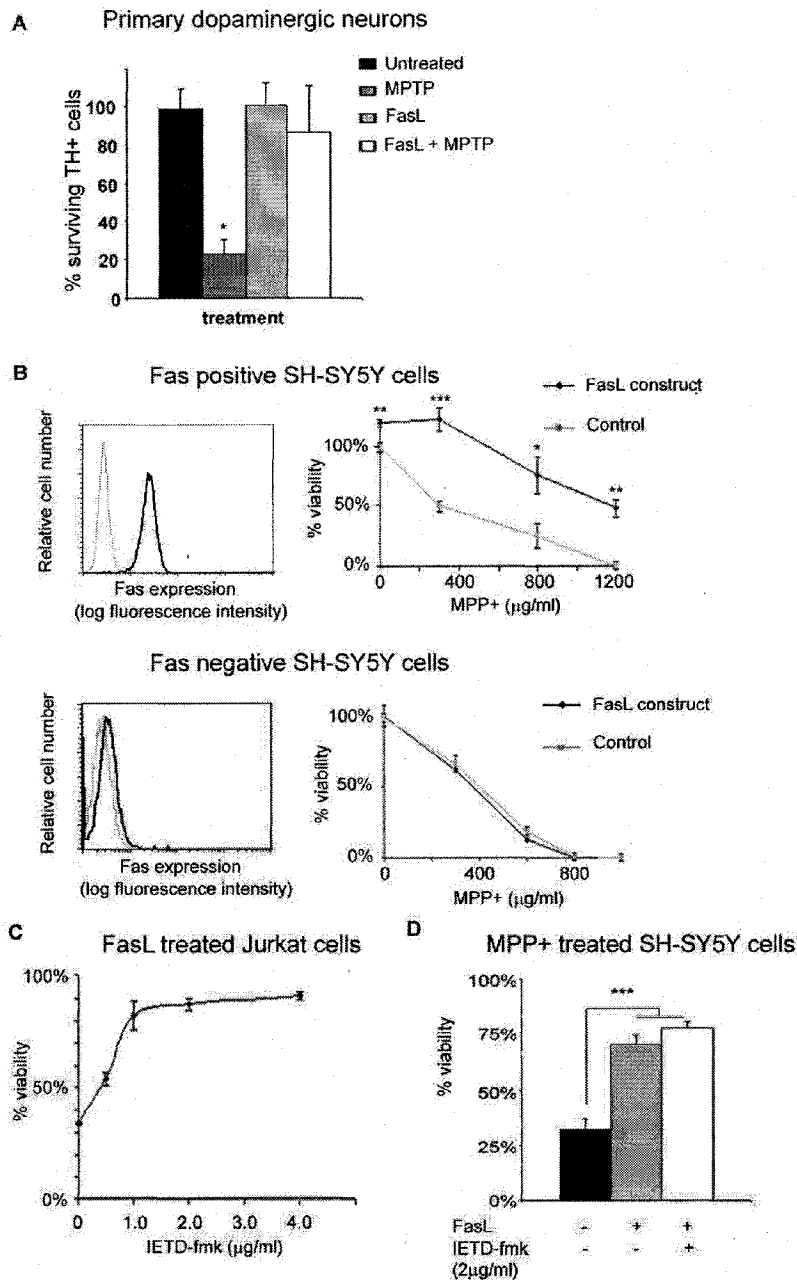 A
Primary dopaminergic neurons
Untreated
MPTP
FasL
FasL + MPTP
% surviving TH+ cells
100
80
60
40
20
0
*
treatment
B
Fas positive SH-SY5Y cells
Relative cell number
Fas expression
(log fluorescence intensity)
FasL construct
Control
% viability
100%
50%
0%
** *** * **
0 400 800 1200
MPP+ (µg/ml)
Fas negative SH-SY5Y cells
Relative cell number
Fas expression
(log fluorescence intensity)
FasL construct
Control
% viability
100%
50%
0%
0 400 800
MPP+ (µg/ml)
C
FasL treated Jurkat cells
% viability
100%
50%
0%
0 1.0 2.0 3.0 4.0
IETD-fmk (µg/ml)
D
MPP+ treated SH-SY5Y cells
% viability
100%
75%
50%
25%
0%
***
FasL - + +
IETD-fmk - - +
(2µg/ml)